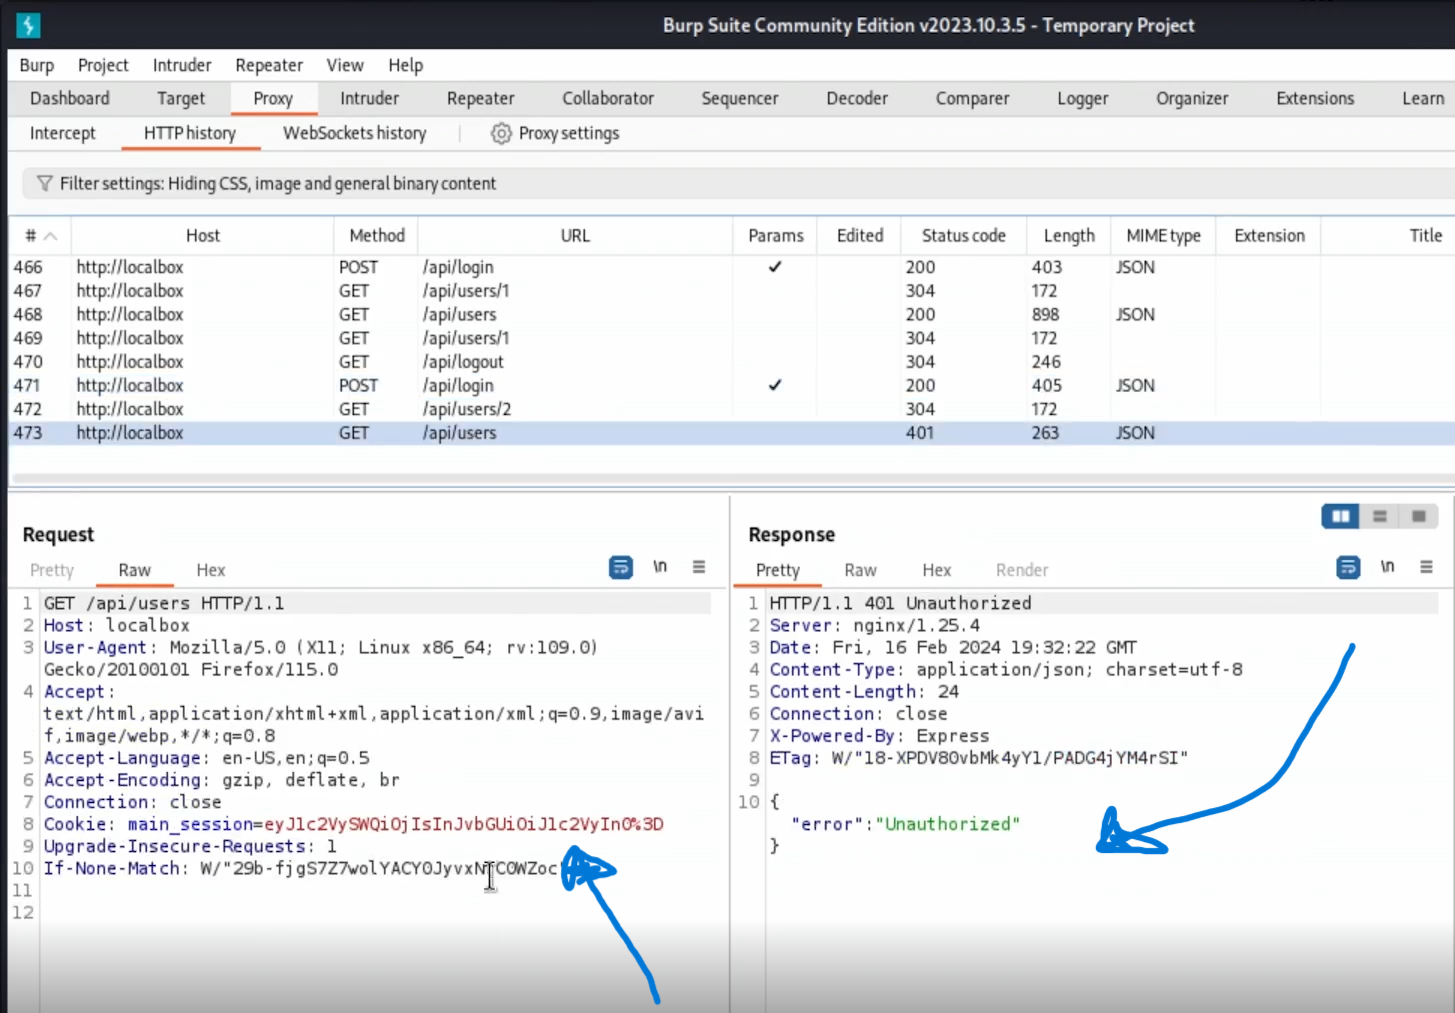 Burp Suite Community Edition v2023.10.3.5 - Temporary Project
Burp Project Intruder Repeater View Help
Dashboard Target Proxy Intruder Repeater Collaborator Sequencer Decoder Comparer Logger Organizer Extensions Learn
Intercept HTTP history WebSockets history Proxy settings
Filter settings: Hiding CSS, image and general binary content
# Host Method URL Params Edited Status code Length MIME type Extension Title
466 http://localbox POST /api/login ✓ 200 403 JSON
467 http://localbox GET /api/users/1 304 172
468 http://localbox GET /api/users 200 898 JSON
469 http://localbox GET /api/users/1 304 172
470 http://localbox GET /api/logout 304 246
471 http://localbox POST /api/login ✓ 200 405 JSON
472 http://localbox GET /api/users/2 304 172
473 http://localbox GET /api/users 401 263 JSON
Request
Pretty Raw Hex \n
1 GET /api/users HTTP/1.1
2 Host: localbox
3 User-Agent: Mozilla/5.0 (X11; Linux x86_64; rv:109.0)
Gecko/20100101 Firefox/115.0
4 Accept:
text/html,application/xhtml+xml,application/xml;q=0.9,image/avi
f,image/webp,*/*;q=0.8
5 Accept-Language: en-US,en;q=0.5
6 Accept-Encoding: gzip, deflate, br
7 Connection: close
8 Cookie: main_session=eyJ1c2VySWQiOjIsInJvbGUiOiJ1c2VyIn0%3D
9 Upgrade-Insecure-Requests: 1
10 If-None-Match:
11
12
Response
Pretty Raw Hex Render \n
1 HTTP/1.1 401 Unauthorized
2 Server: nginx/1.25.4
3 Date: Fri, 16 Feb 2024 19:32:22 GMT
4 Content-Type: application/json; charset=utf-8
5 Content-Length: 24
6 Connection: close
7 X-Powered-By: Express
8 ETag: W/"18-XPDV80vbMk4yYl/PADG4jYM4rSI"
9
10 {
"error":"Unauthorized"
}